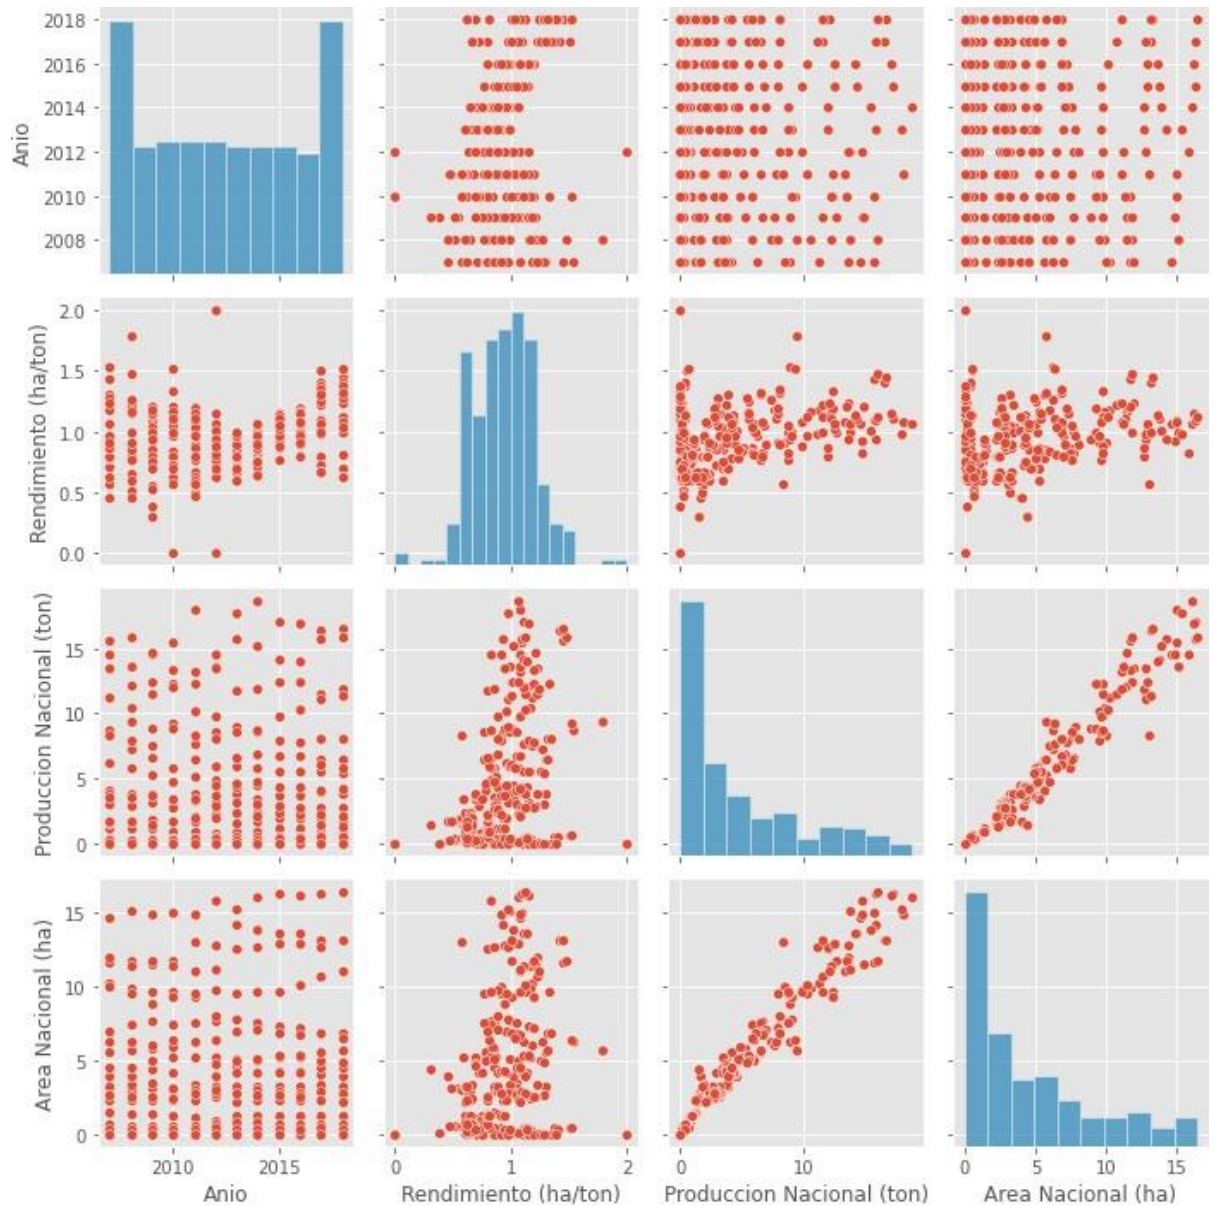 2018
2016
2014
2012
2010
2008
Anio
2.0
1.5
1.0
0.5
0.0
Rendimiento (ha/ton)
15
10
5
0
Produccion Nacional (ton)
15
10
5
0
Area Nacional (ha)
2010 2015
0 1 2
0 10
0 5 10 15
Anio
Rendimiento (ha/ton)
Produccion Nacional (ton)
Area Nacional (ha)